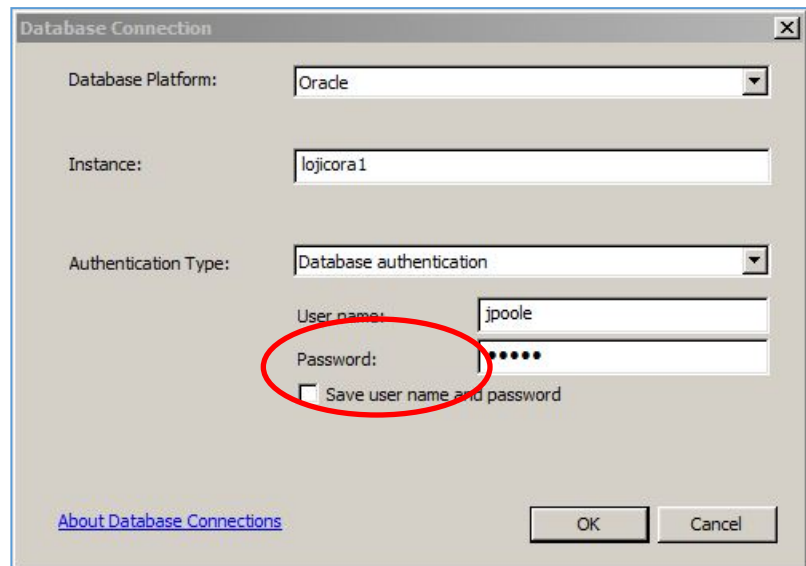 Database Connection
Database Platform: Oracle
Instance: lojicora1
Authentication Type: Database authentication
User name: jpoole
Password: •••••
Save user name and password
About Database Connections OK Cancel